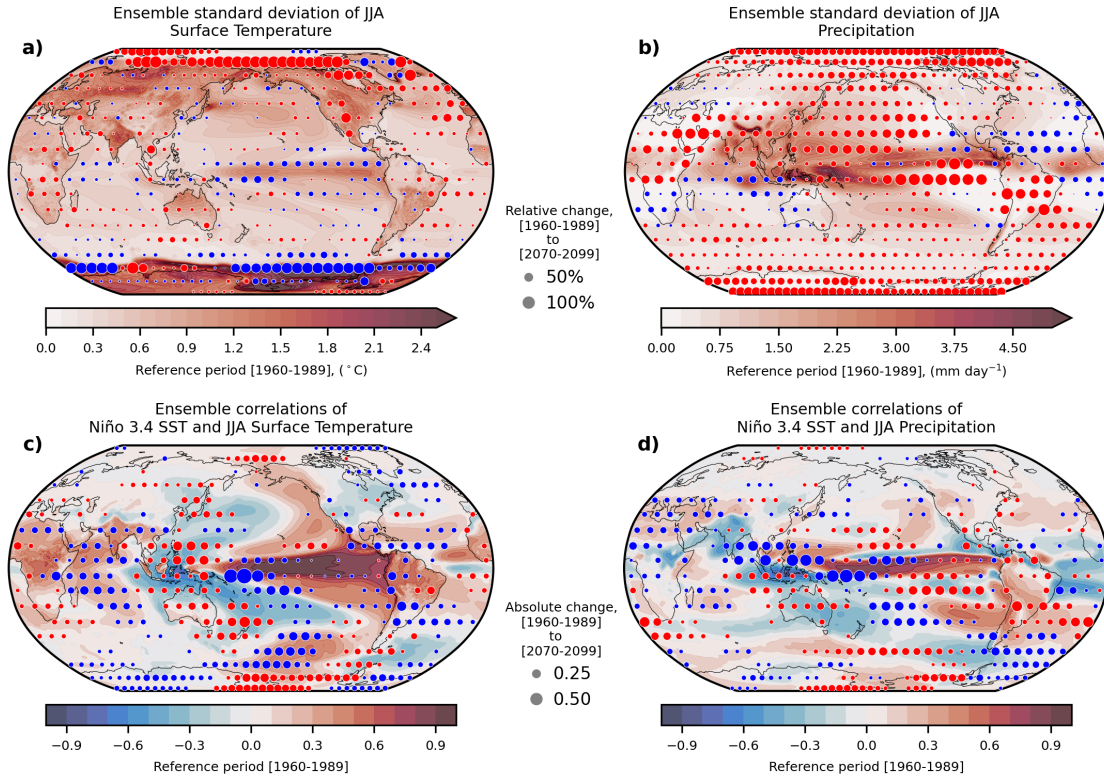 Ensemble standard deviation of JJA
Surface Temperature
a)
Ensemble standard deviation of JJA
Precipitation
b)
Relative change,
[1960-1989]
to
[2070-2099]
50%
100%
0.0 0.3 0.6 0.9 1.2 1.5 1.8 2.1 2.4
Reference period [1960-1989], (°C)
0.00 0.75 1.50 2.25 3.00 3.75 4.50
Reference period [1960-1989], (mm day⁻¹)
Ensemble correlations of
Niño 3.4 SST and JJA Surface Temperature
c)
Ensemble correlations of
Niño 3.4 SST and JJA Precipitation
d)
Absolute change,
[1960-1989]
to
[2070-2099]
0.25
0.50
−0.9 −0.6 −0.3 0.0 0.3 0.6 0.9
Reference period [1960-1989]
−0.9 −0.6 −0.3 0.0 0.3 0.6 0.9
Reference period [1960-1989]